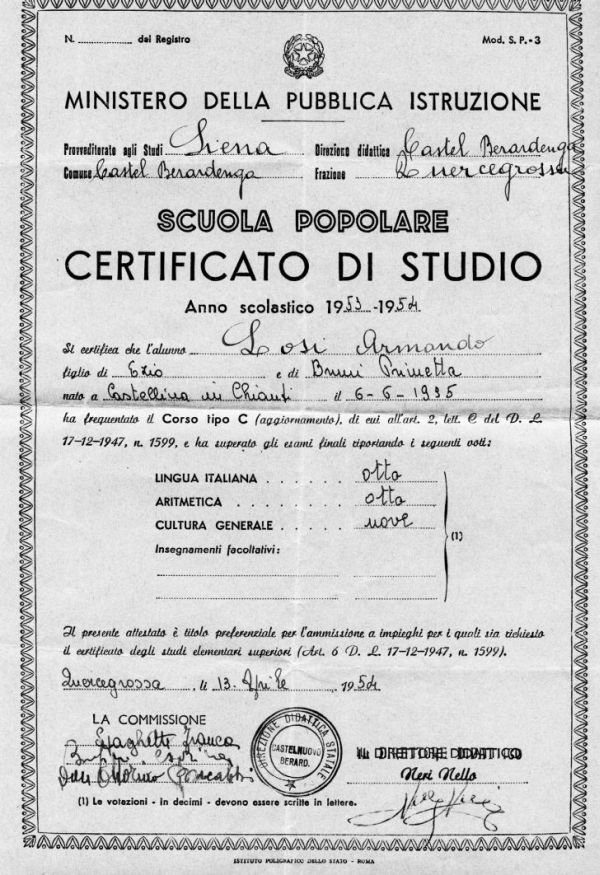 N. ........ del Registro
Mod. S. P. - 3
MINISTERO DELLA PUBBLICA ISTRUZIONE
Provveditorato agli Studi Siena Direzione didattica Castel Berardenga
Comune Castel Berardenga Frazione Quercegrossa
SCUOLA POPOLARE
CERTIFICATO DI STUDIO
Anno scolastico 1953-1954
Si certifica che l'alunno Losi Armando
figlio di Ezio e di Bruni Primetta
nato a Castellina in Chianti il 6-6-1935
ha frequentato il Corso tipo C (aggiornamento), di cui all'art. 2, lett. C del D. L.
17-12-1947, n. 1599, e ha superato gli esami finali riportando i seguenti voti:
LINGUA ITALIANA . . . . . otto
ARITMETICA . . . . . . . otto
CULTURA GENERALE . . . . nove
(1)
Insegnamenti facoltativi:
Il presente attestato è titolo preferenziale per l'ammissione a impieghi per i quali sia richiesto
il certificato degli studi elementari superiori (Art. 6 D. L. 17-12-1947, n. 1599).
Quercegrossa, li 13 Aprile 1954
LA COMMISSIONE
Franca
Don Ottorino
DIREZIONE DIDATTICA STATALE
CASTELNUOVO
BERARD.
IL DIRETTORE DIDATTICO
Neri Nello
(1) Le votazioni - in decimi - devono essere scritte in lettere.
ISTITUTO POLIGRAFICO DELLO STATO - ROMA